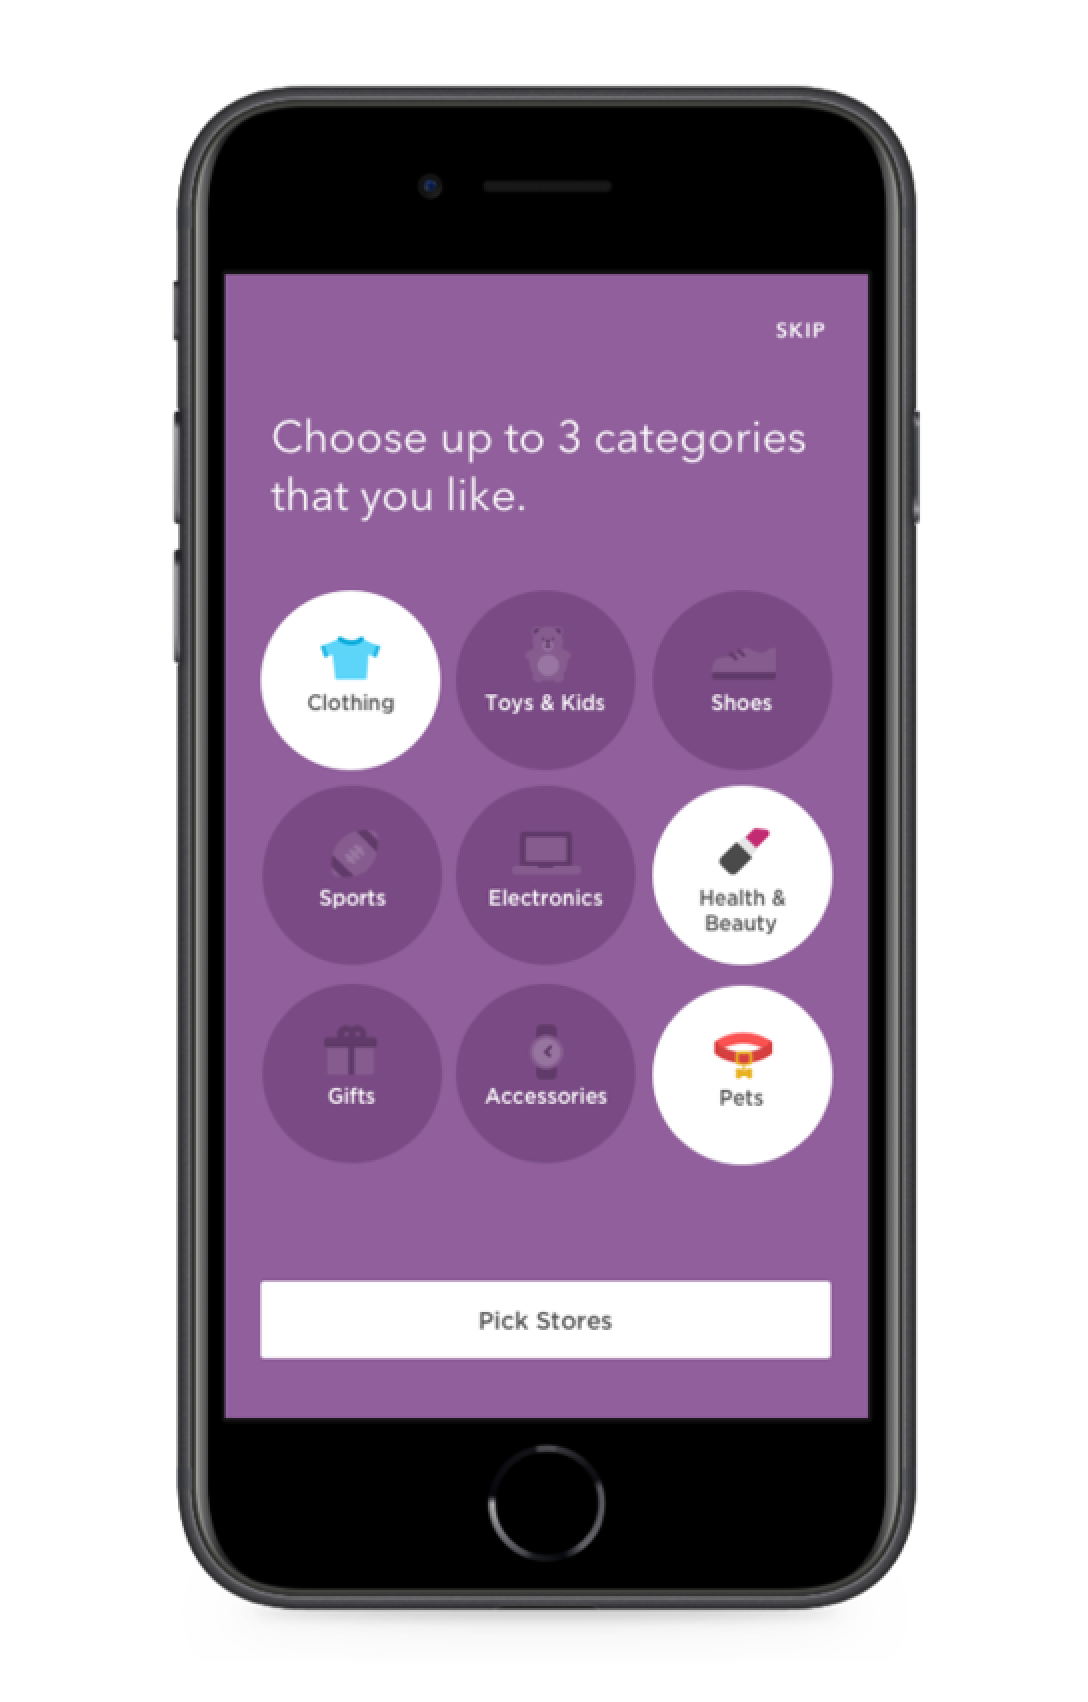 SKIP
Choose up to 3 categories
that you like.
Clothing
Toys & Kids
Shoes
Sports
Electronics
Health &
Beauty
Gifts
Accessories
Pets
Pick Stores